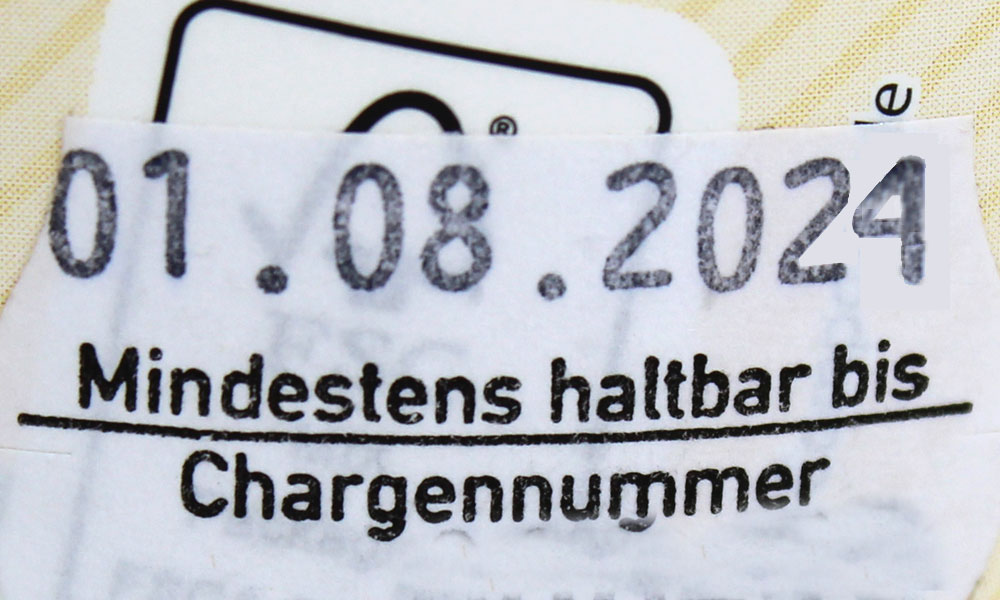 ®
e
01.08.2024
Mindestens haltbar bis
Chargennummer